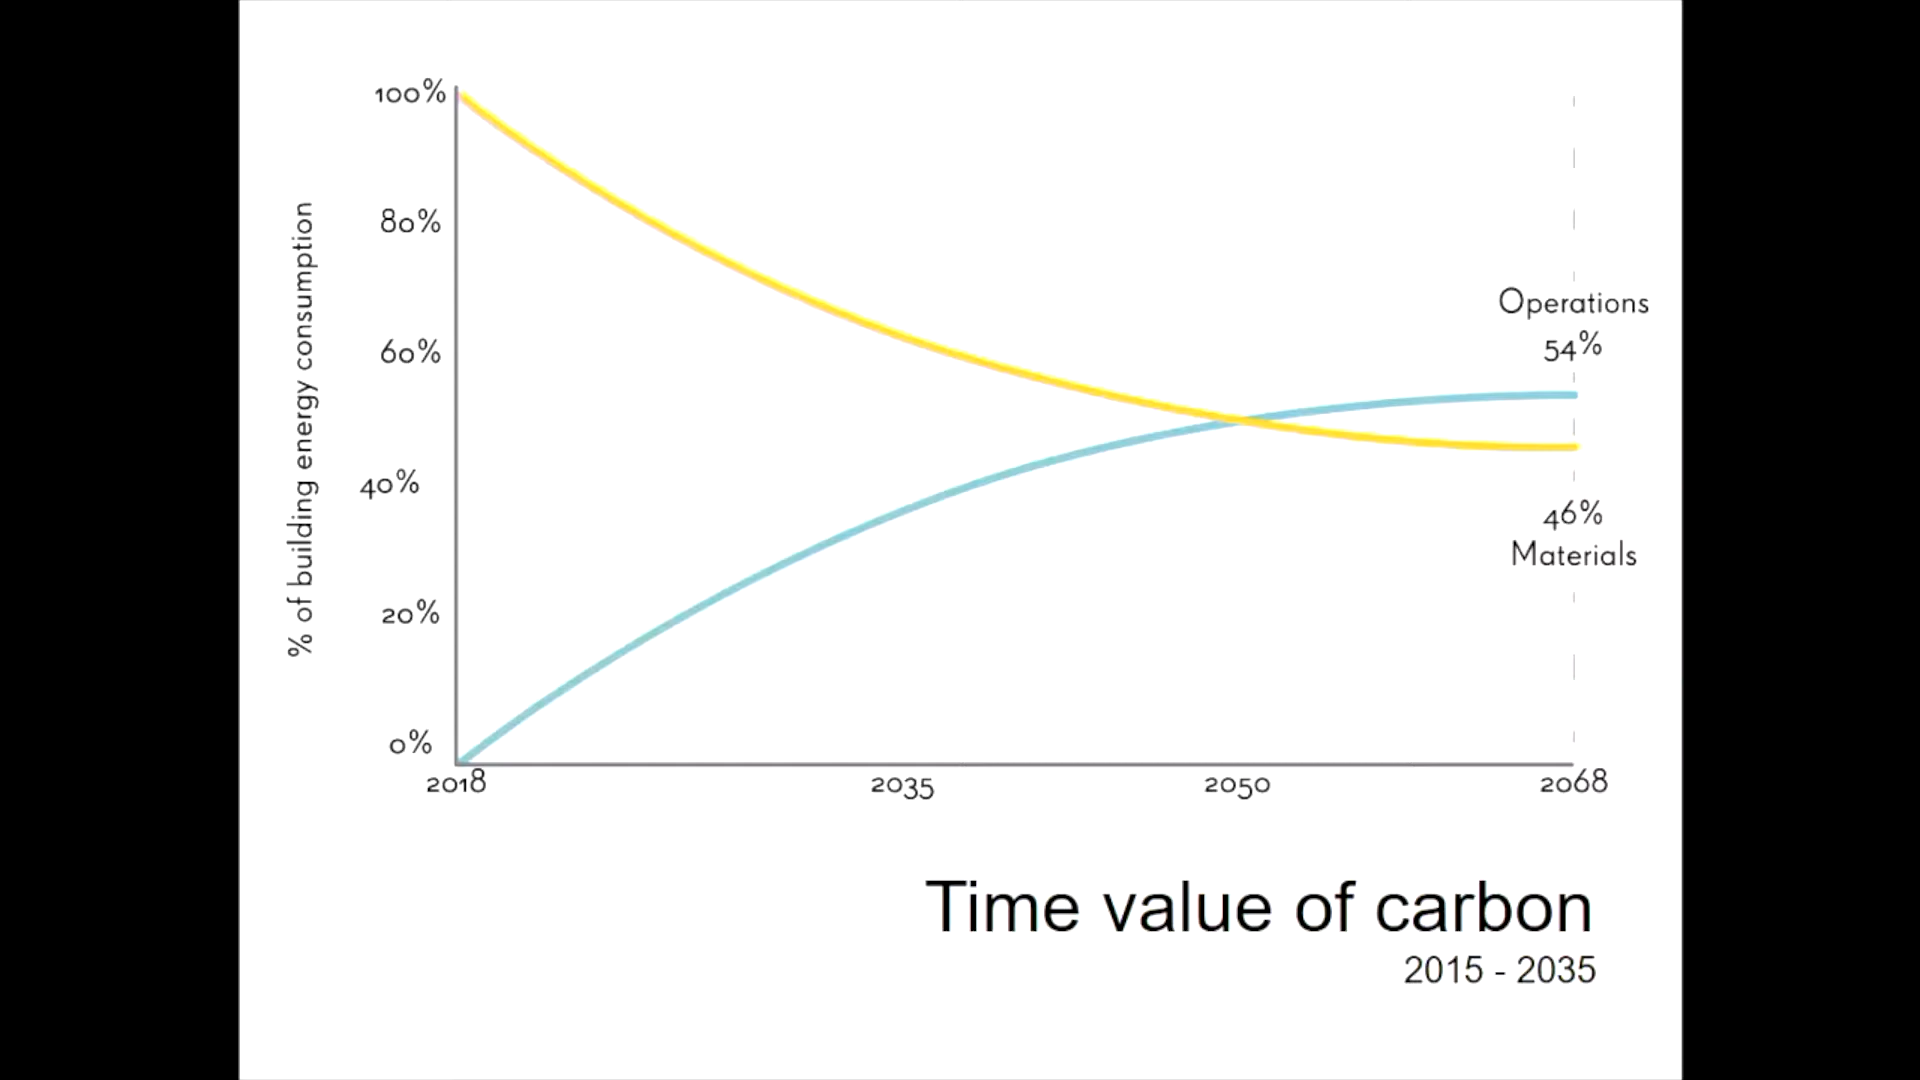 100%
80%
60%
40%
20%
0%
% of building energy consumption
Operations
54%
46%
Materials
2018
2035
2050
2068
Time value of carbon
2015 - 2035